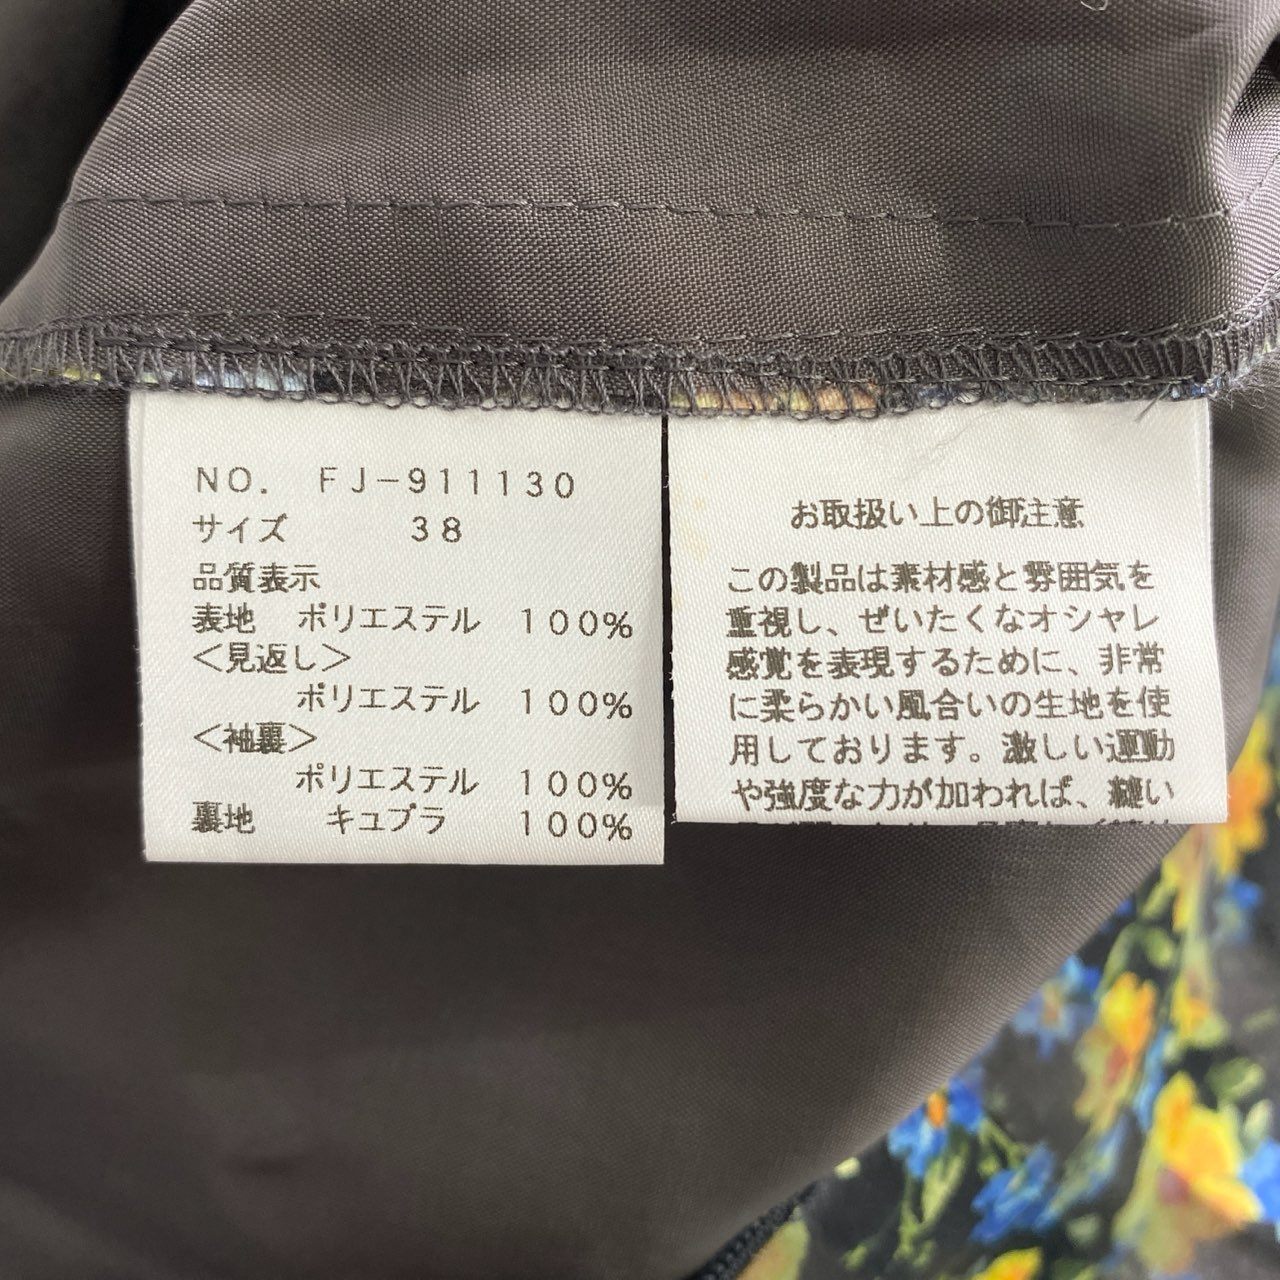 NO. FJ-911130
サイズ 38
品質表示
表地 ポリエステル 100%
<見返し>
ポリエステル 100%
<袖裏>
ポリエステル 100%
裏地 キュプラ 100%
お取扱い上の御注意
この製品は素材感と雰囲気を
重視し、ぜいたくなオシャレ
感覚を表現するために、非常
に柔らかい風合いの生地を使
用しております。激しい運動
や強度な力が加われば、縫い